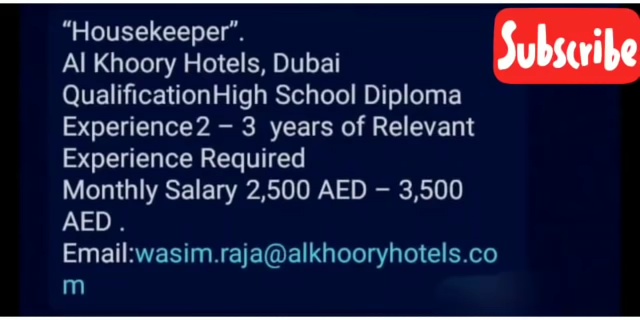 “Housekeeper”.
Al Khoory Hotels, Dubai
QualificationHigh School Diploma
Experience2 – 3 years of Relevant
Experience Required
Monthly Salary 2,500 AED – 3,500
AED .
Email:wasim.raja@alkhooryhotels.co
m
Subscribe